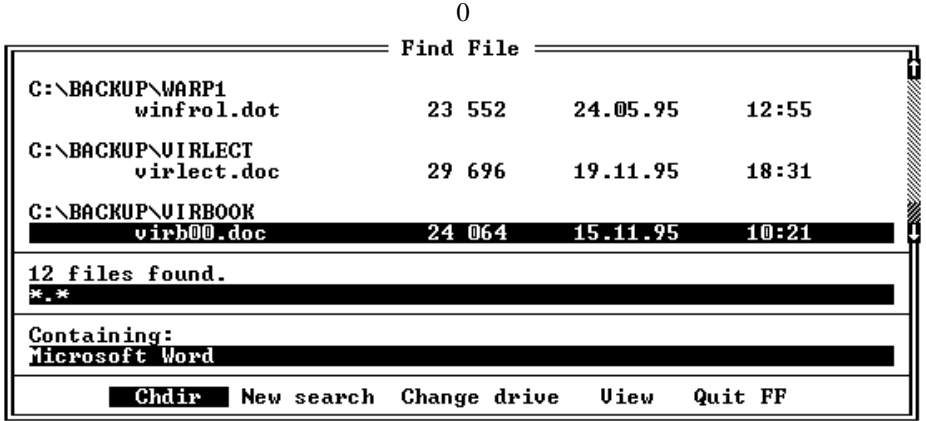 0
Find File
C:\BACKUP\WARP1
winfrol.dot 23 552 24.05.95 12:55
C:\BACKUP\VIRLECT
virlect.doc 29 696 19.11.95 18:31
C:\BACKUP\VIRBOOK
virb00.doc 24 064 15.11.95 10:21
12 files found.
*.*
Containing:
Microsoft Word
Chdir New search Change drive View Quit FF